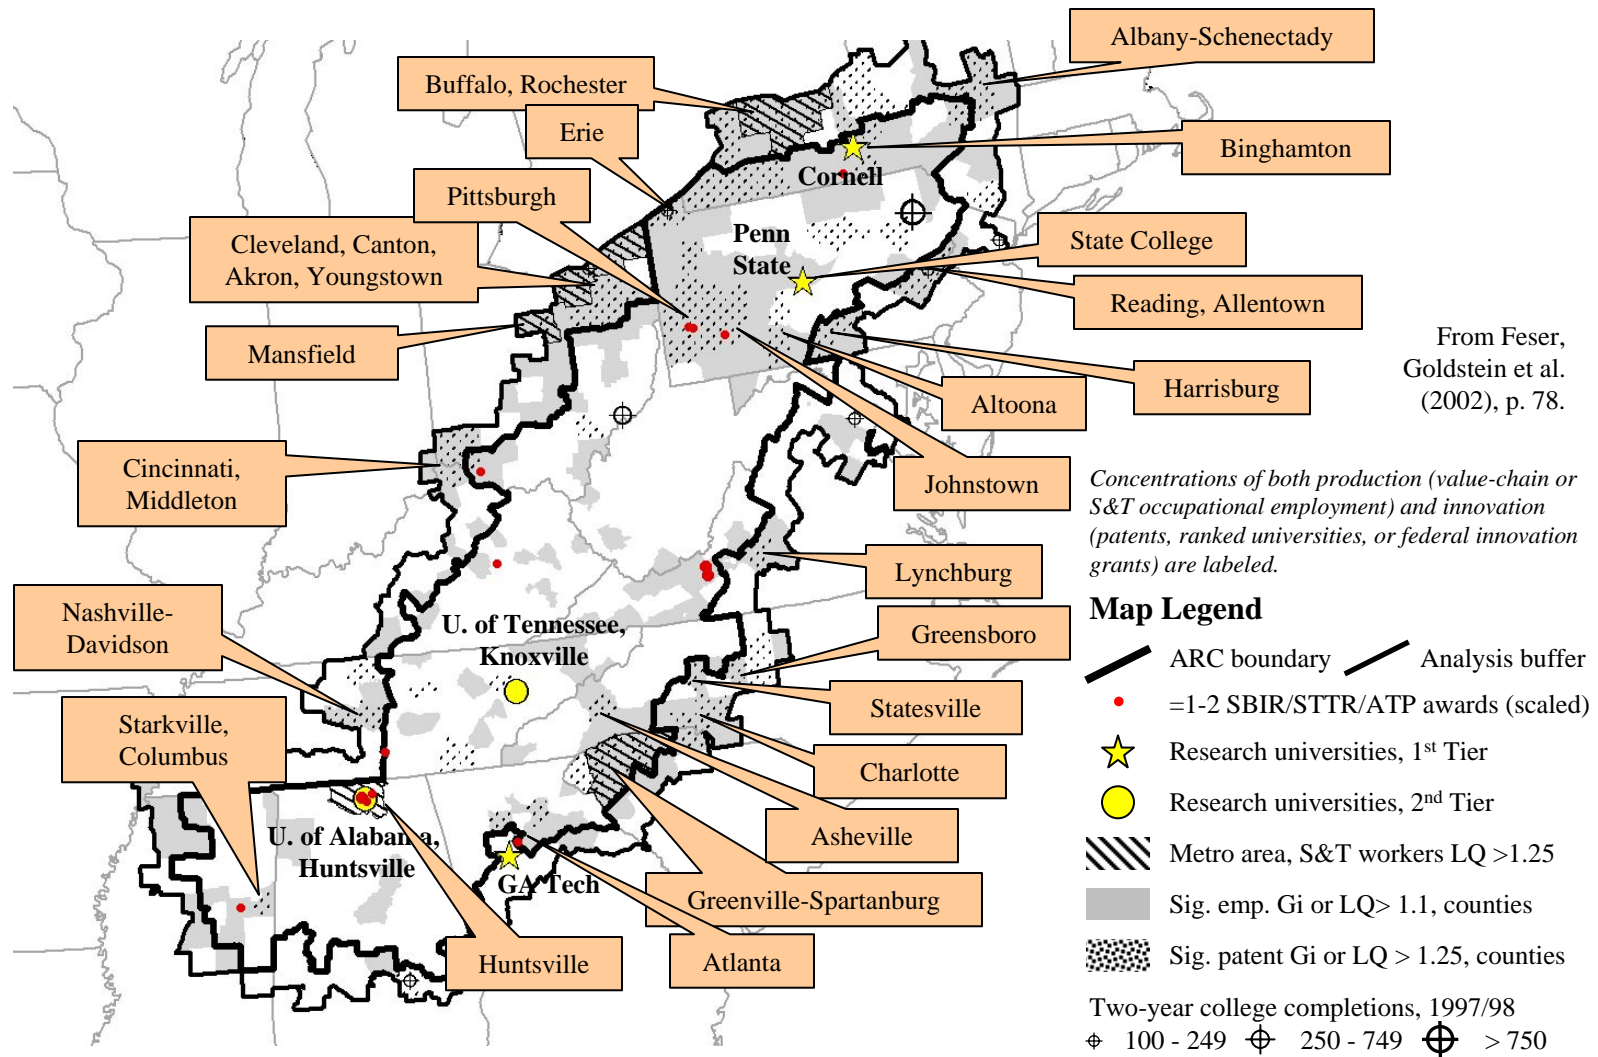 Albany-Schenectady
Buffalo, Rochester
Erie
Binghamton
Cornell
Pittsburgh
Cleveland, Canton,
Akron, Youngstown
Penn
State
State College
Reading, Allentown
Mansfield
Harrisburg
Altoona
From Feser,
Goldstein et al.
(2002), p. 78.
Cincinnati,
Middleton
Johnstown
Concentrations of both production (value-chain or
S&T occupational employment) and innovation
(patents, ranked universities, or federal innovation
grants) are labeled.
Lynchburg
Nashville-
Davidson
U. of Tennessee,
Knoxville
Greensboro
Statesville
Starkville,
Columbus
Charlotte
Asheville
U. of Alabama,
Huntsville
GA Tech
Greenville-Spartanburg
Huntsville
Atlanta
Map Legend
ARC boundary
Analysis buffer
=1-2 SBIR/STTR/ATP awards (scaled)
Research universities, 1st Tier
Research universities, 2nd Tier
Metro area, S&T workers LQ >1.25
Sig. emp. Gi or LQ> 1.1, counties
Sig. patent Gi or LQ > 1.25, counties
Two-year college completions, 1997/98
100 - 249 250 - 749 > 750